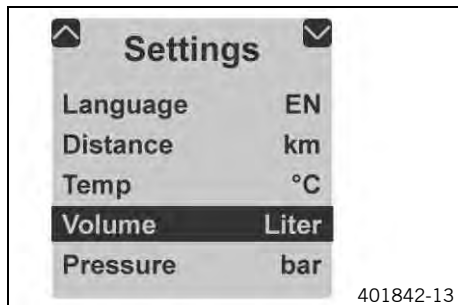 Settings
Language EN
Distance km
Temp °C
Volume Liter
Pressure bar
401842-13